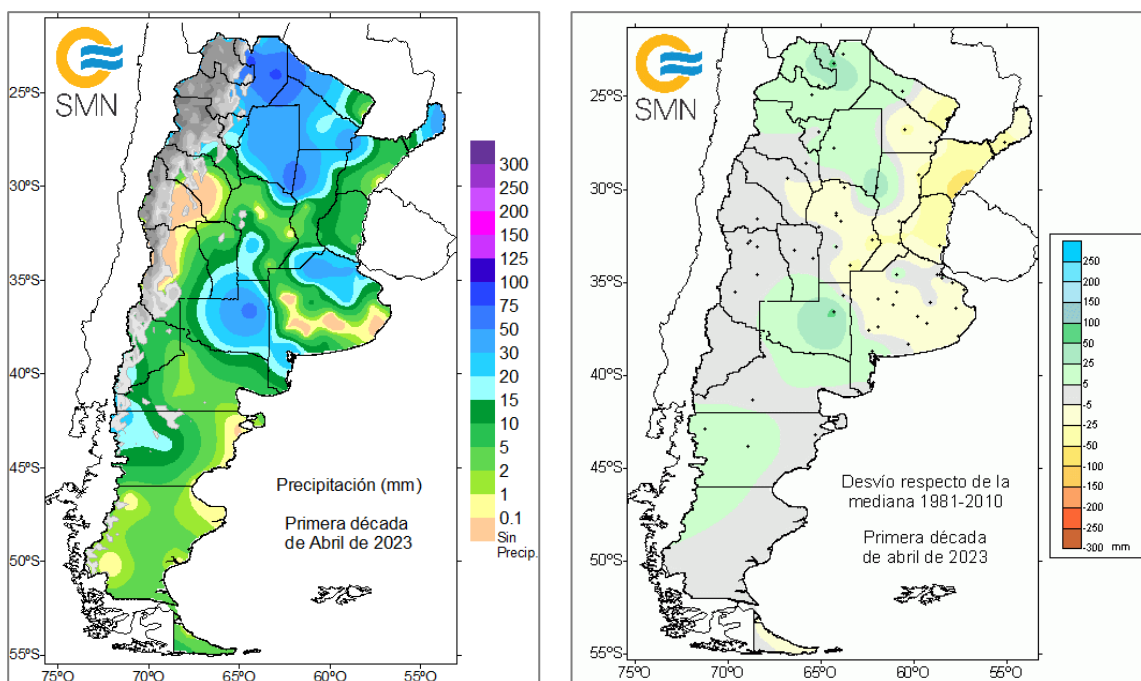 SMN
25ºS
30ºS
35ºS
40ºS
45ºS
50ºS
55ºS
75ºO
70ºO
65ºO
60ºO
55ºO
300
250
200
150
125
100
75
50
30
20
15
10
5
2
1
0.1
Sin
Precip.
Precipitación (mm)
Primera década
de Abril de 2023
SMN
25ºS
30ºS
35ºS
40ºS
45ºS
50ºS
55ºS
75ºO
70ºO
65ºO
60ºO
55ºO
250
200
150
100
50
25
5
-5
-25
-50
-100
-150
-200
-250
-300 mm
Desvío respecto de la
mediana 1981-2010
Primera década
de abril de 2023